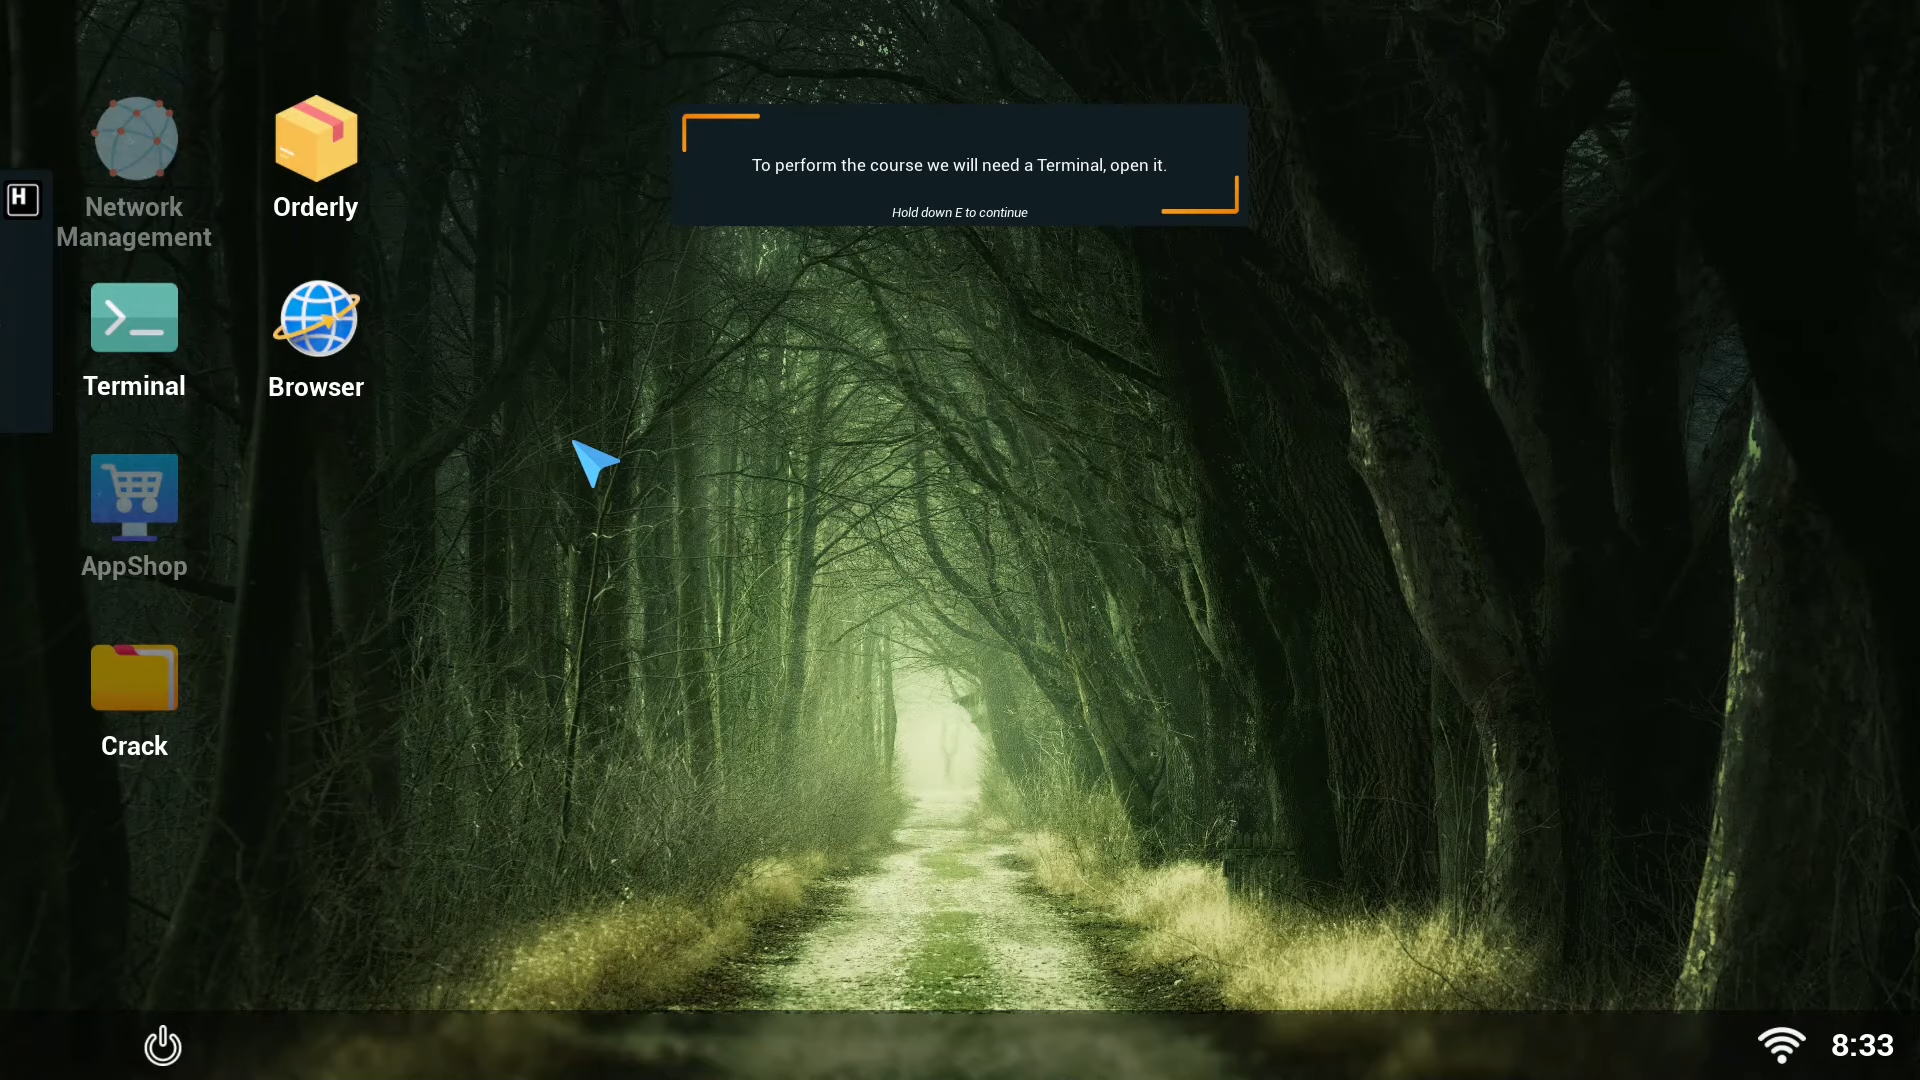 To perform the course we will need a Terminal, open it.
Hold down E to continue
H
Network
Management
Orderly
Terminal
Browser
AppShop
Crack
8:33